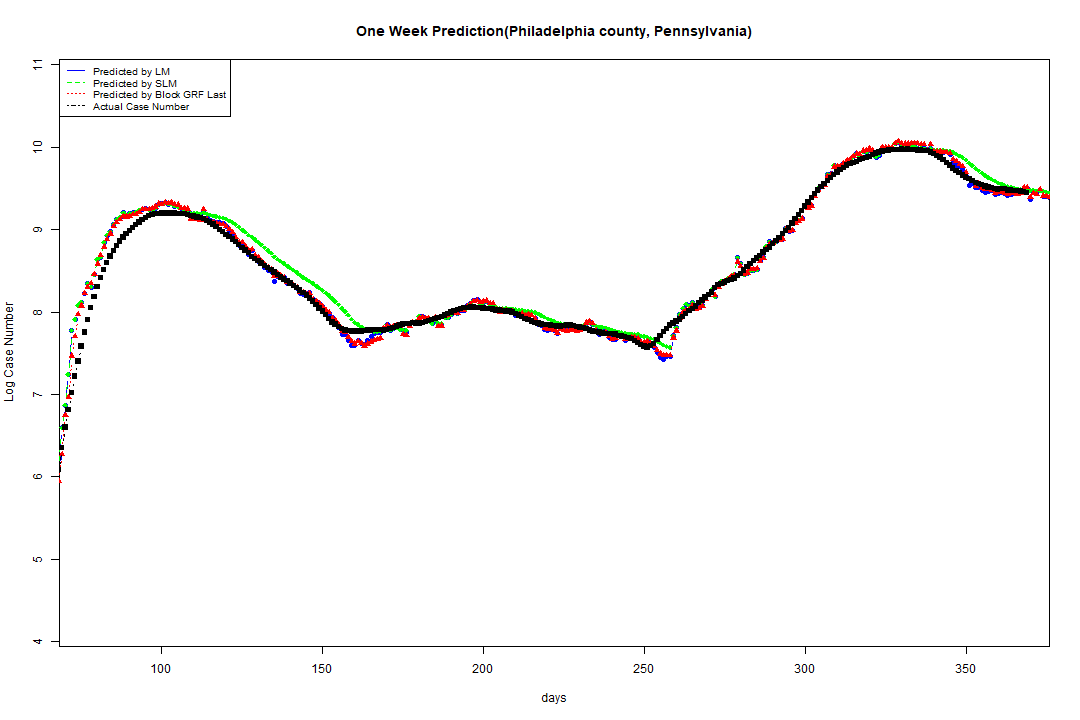 One Week Prediction(Philadelphia county, Pennsylvania)
Predicted by LM
Predicted by SLM
Predicted by Block GRF Last
Actual Case Number
Log Case Number
11
10
9
8
7
6
5
4
100 150 200 250 300 350
days